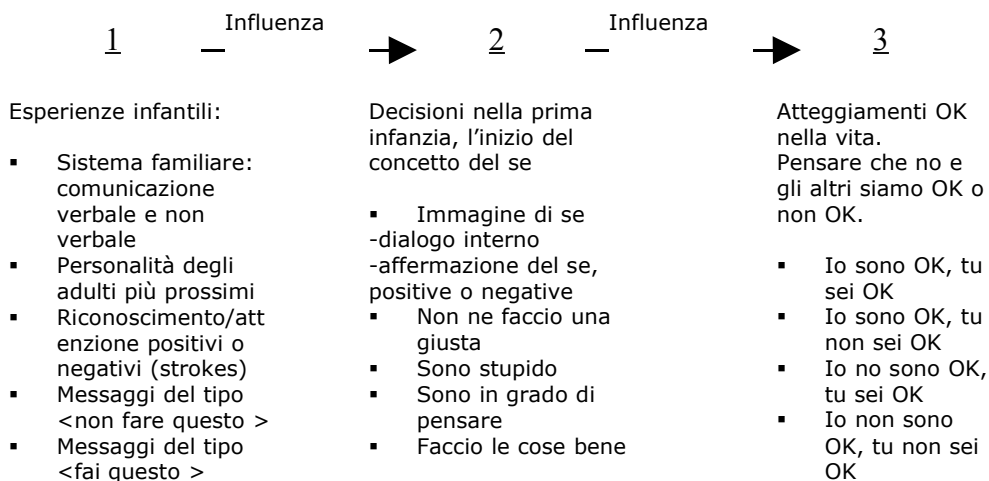 Influenza
Influenza
1
2
3
Esperienze infantili:
▪ Sistema familiare:
comunicazione
verbale e non
verbale
▪ Personalità degli
adulti più prossimi
▪ Riconoscimento/att
enzione positivi o
negativi (strokes)
▪ Messaggi del tipo
<non fare questo >
▪ Messaggi del tipo
<fai questo >
Decisioni nella prima
infanzia, l’inizio del
concetto del se
▪ Immagine di se
-dialogo interno
-affermazione del se,
positive o negative
▪ Non ne faccio una
giusta
▪ Sono stupido
▪ Sono in grado di
pensare
▪ Faccio le cose bene
Atteggiamenti OK
nella vita.
Pensare che no e
gli altri siamo OK o
non OK.
▪ Io sono OK, tu
sei OK
▪ Io sono OK, tu
non sei OK
▪ Io no sono OK,
tu sei OK
▪ Io non sono
OK, tu non sei
OK